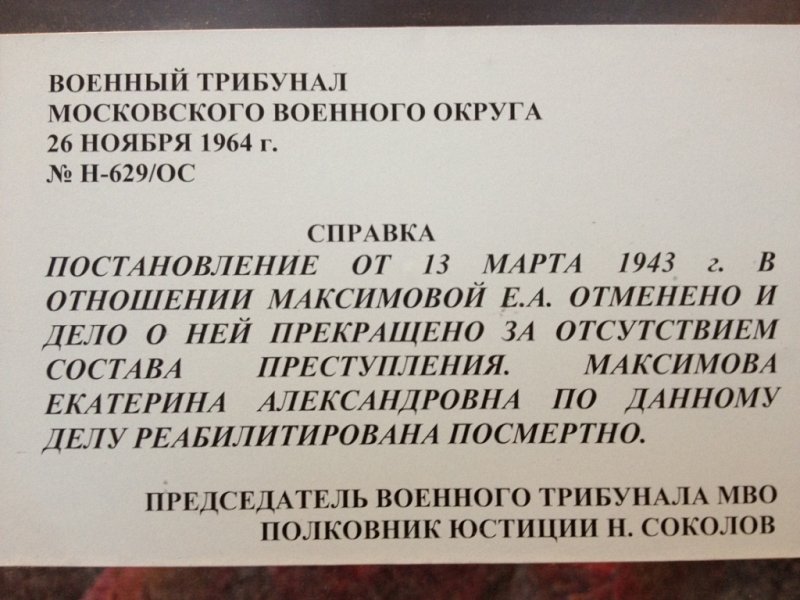 ВОЕННЫЙ ТРИБУНАЛ
МОСКОВСКОГО ВОЕННОГО ОКРУГА
26 НОЯБРЯ 1964 г.
№ Н-629/ОС
СПРАВКА
ПОСТАНОВЛЕНИЕ ОТ 13 МАРТА 1943 г. В
ОТНОШЕНИИ МАКСИМОВОЙ Е.А. ОТМЕНЕНО И
ДЕЛО О НЕЙ ПРЕКРАЩЕНО ЗА ОТСУТСТВИЕМ
СОСТАВА ПРЕСТУПЛЕНИЯ. МАКСИМОВА
ЕКАТЕРИНА АЛЕКСАНДРОВНА ПО ДАННОМУ
ДЕЛУ РЕАБИЛИТИРОВАНА ПОСМЕРТНО.
ПРЕДСЕДАТЕЛЬ ВОЕННОГО ТРИБУНАЛА МВО
ПОЛКОВНИК ЮСТИЦИИ Н. СОКОЛОВ